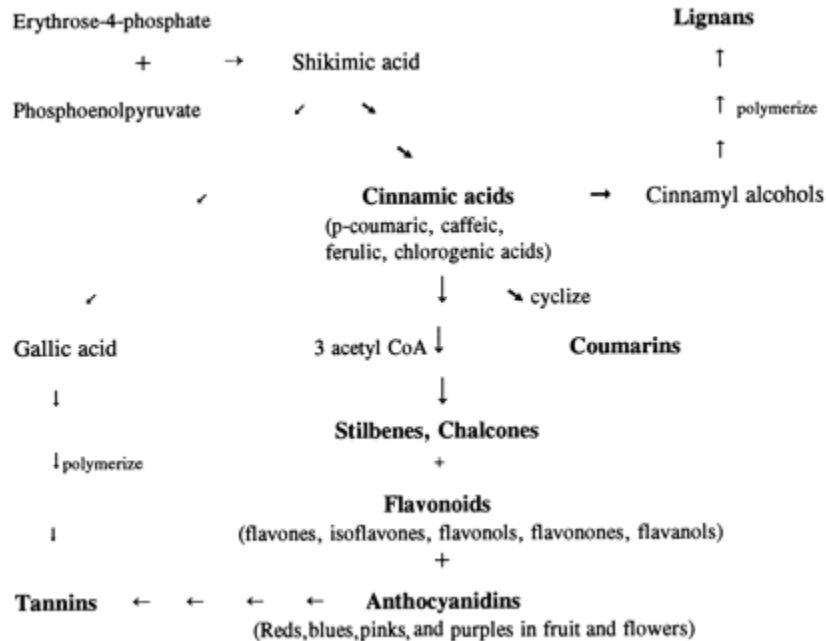 Erythrose-4-phosphate
Lignans
+ → Shikimic acid ↑
Phosphoenolpyruvate ↙ ↘ ↑ polymerize
↘ ↑
↙ Cinnamic acids → Cinnamyl alcohols
(p-coumaric, caffeic,
ferulic, chlorogenic acids)
↙ ↓ ↘ cyclize
Gallic acid 3 acetyl CoA ↓ Coumarins
↓ ↓
Stilbenes, Chalcones
↓ polymerize +
Flavonoids
↓ (flavones, isoflavones, flavonols, flavonones, flavanols)
+
Tannins ← ← ← ← Anthocyanidins
(Reds,blues,pinks,and purples in fruit and flowers)